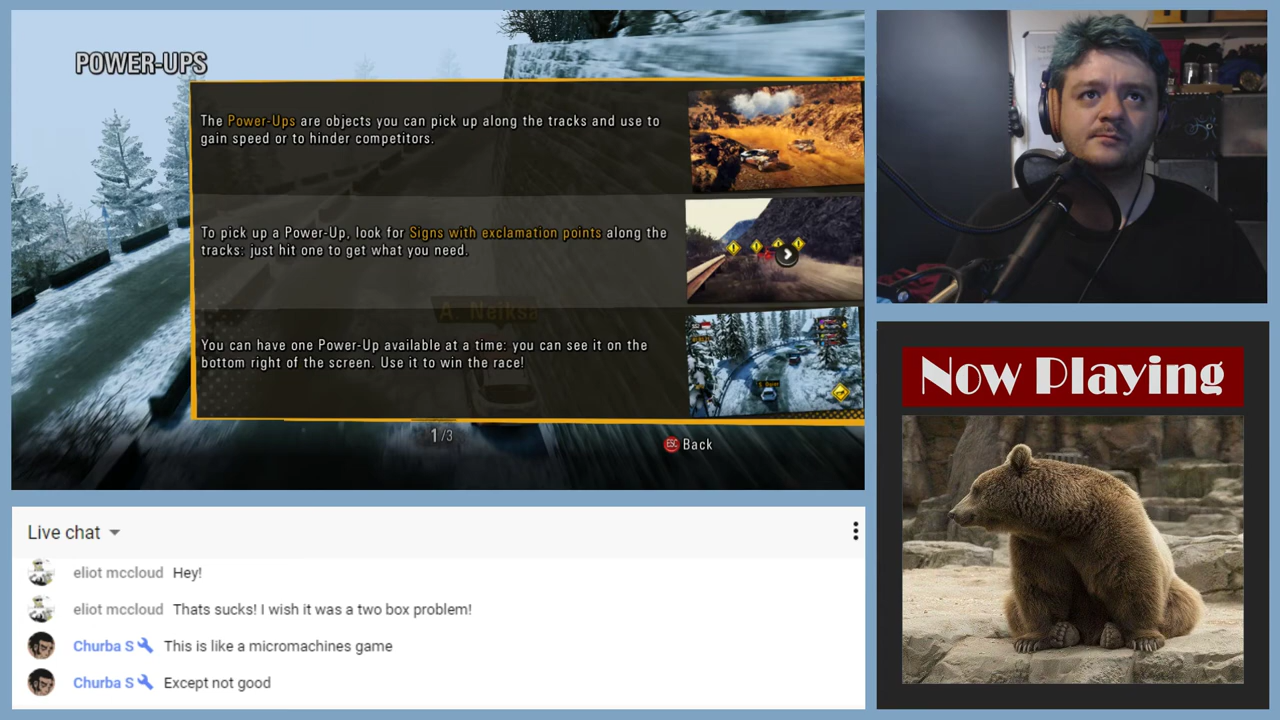 POWER-UPS
The Power-Ups are objects you can pick up along the tracks and use to
gain speed or to hinder competitors.
To pick up a Power-Up, look for Signs with exclamation points along the
tracks: just hit one to get what you need.
A. Neiksa
You can have one Power-Up available at a time: you can see it on the
bottom right of the screen. Use it to win the race!
1/3
ESC Back
Live chat
eliot mccloud Hey!
eliot mccloud Thats sucks! I wish it was a two box problem!
Churba S This is like a micromachines game
Churba S Except not good
Now Playing